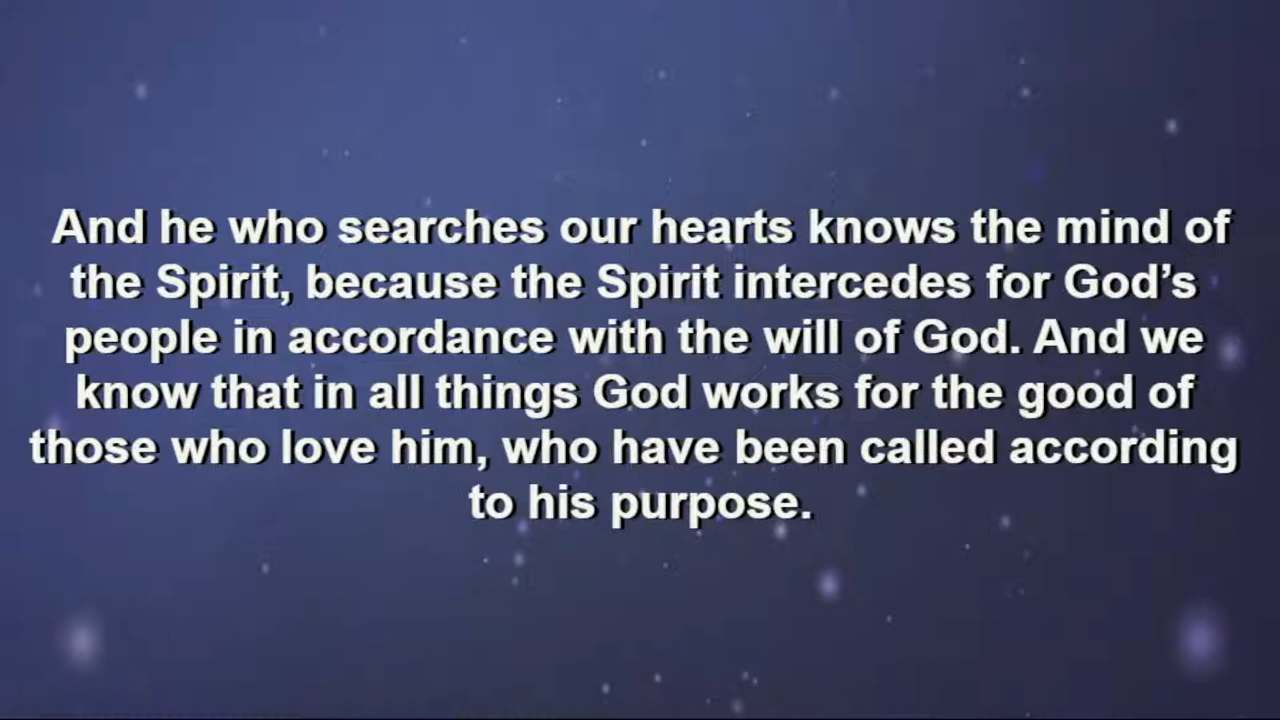 And he who searches our hearts knows the mind of
the Spirit, because the Spirit intercedes for God’s
people in accordance with the will of God. And we
know that in all things God works for the good of
those who love him, who have been called according
to his purpose.